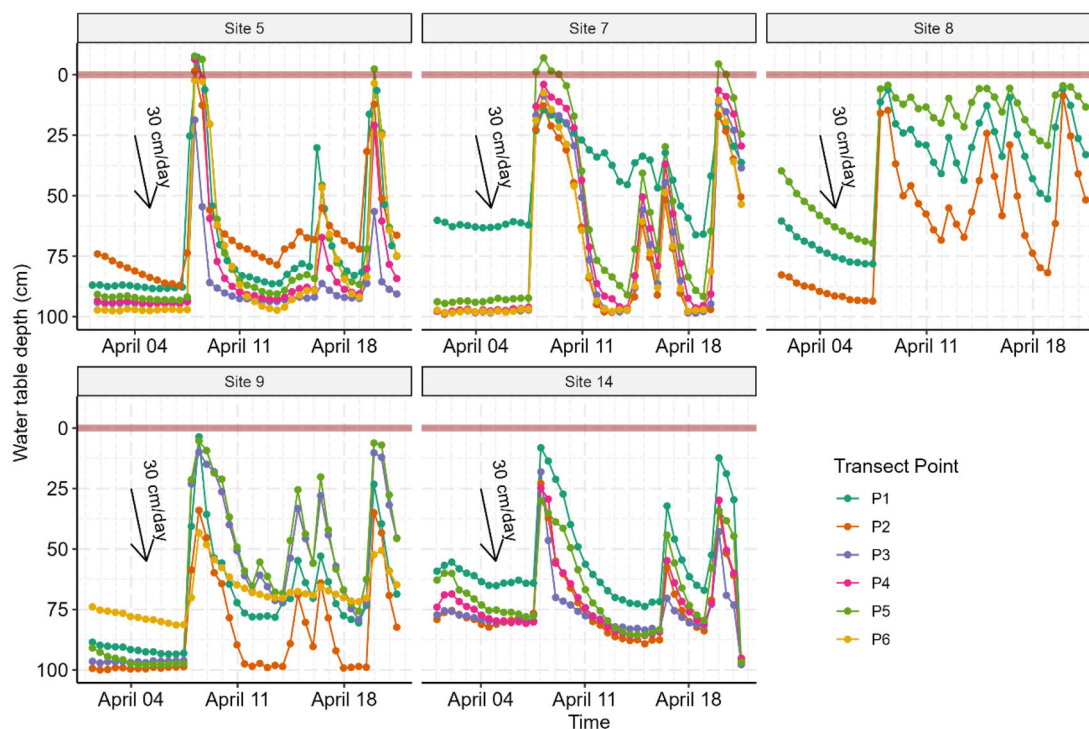 Site 5
Site 7
Site 8
0
25
50
75
100
30 cm/day
30 cm/day
30 cm/day
April 04
April 11
April 18
April 04
April 11
April 18
April 04
April 11
April 18
Water table depth (cm)
Site 9
Site 14
0
25
50
75
100
30 cm/day
30 cm/day
April 04
April 11
April 18
April 04
April 11
April 18
Time
Transect Point
P1
P2
P3
P4
P5
P6